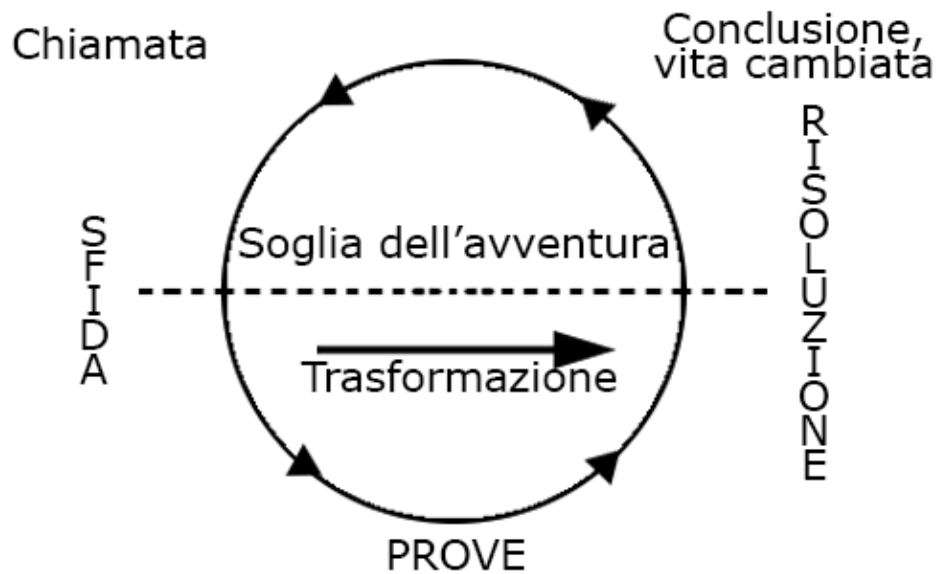 Chiamata
Conclusione,
vita cambiata
SFIDA
Soglia dell'avventura
Trasformazione
RISOLUZIONE
PROVE